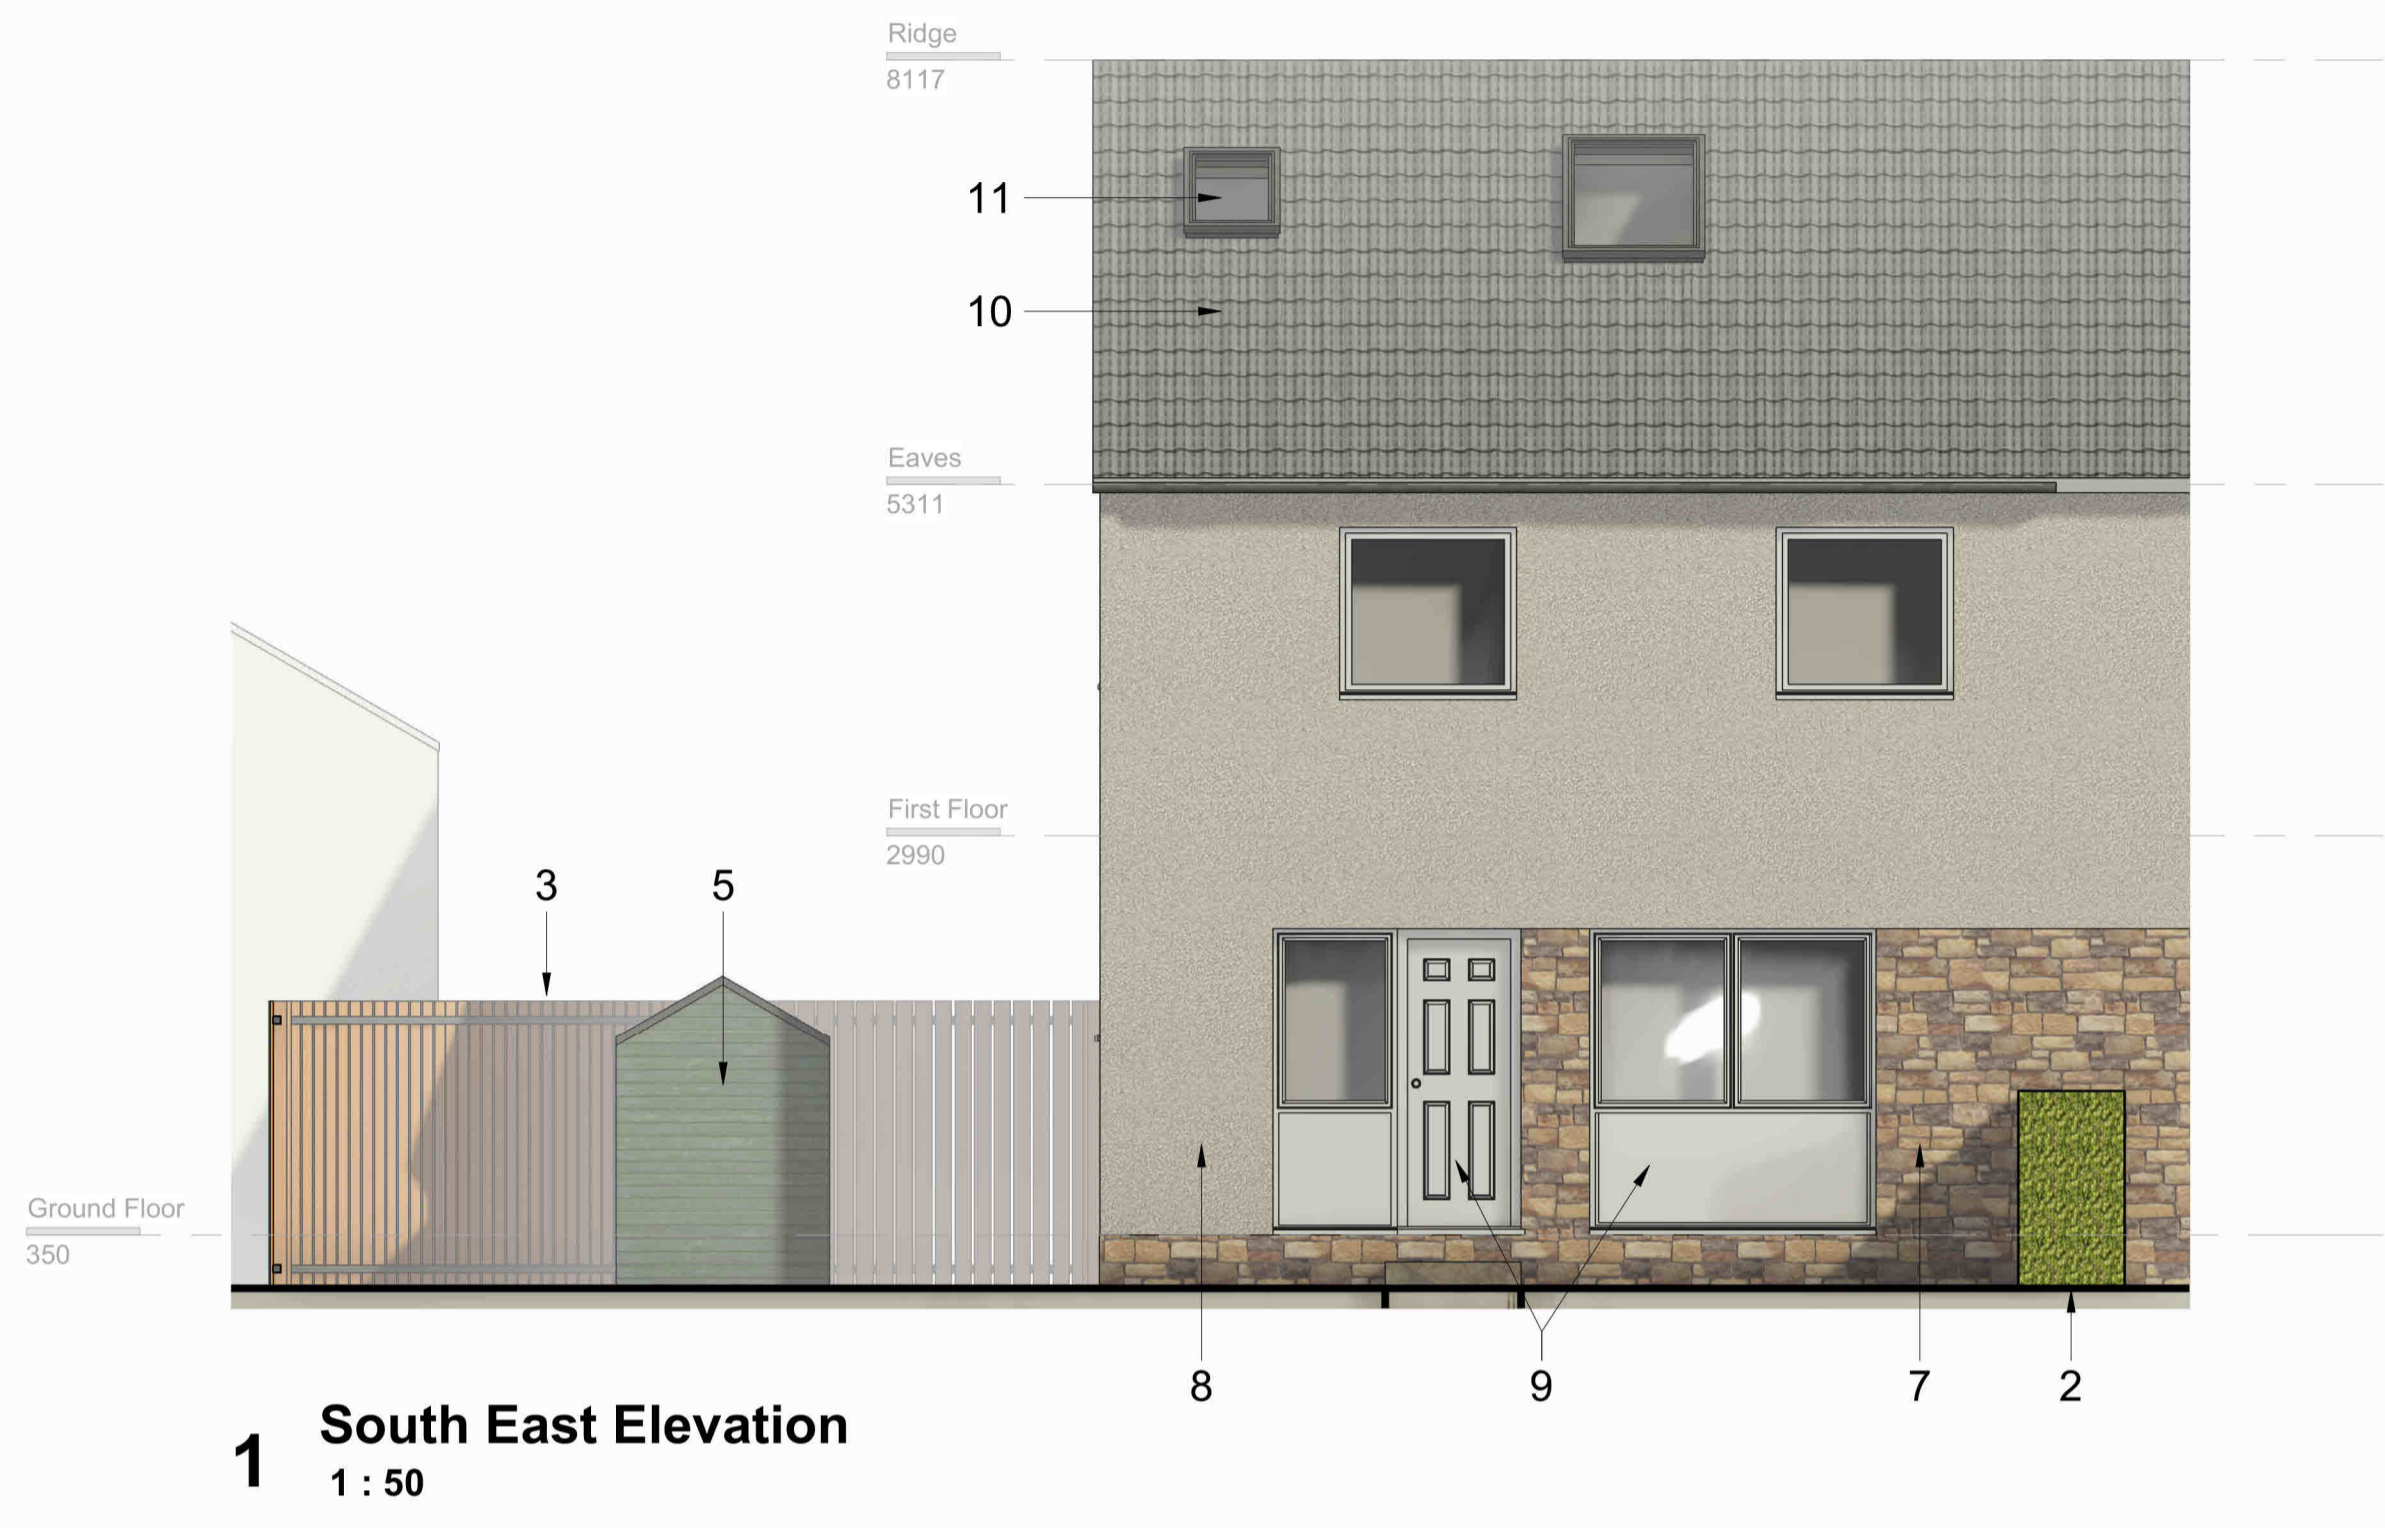 Ridge
8117
11
10
Eaves
5311
First Floor
2990
3
5
Ground Floor
350
8
9
7
2
1
South East Elevation
1 : 50